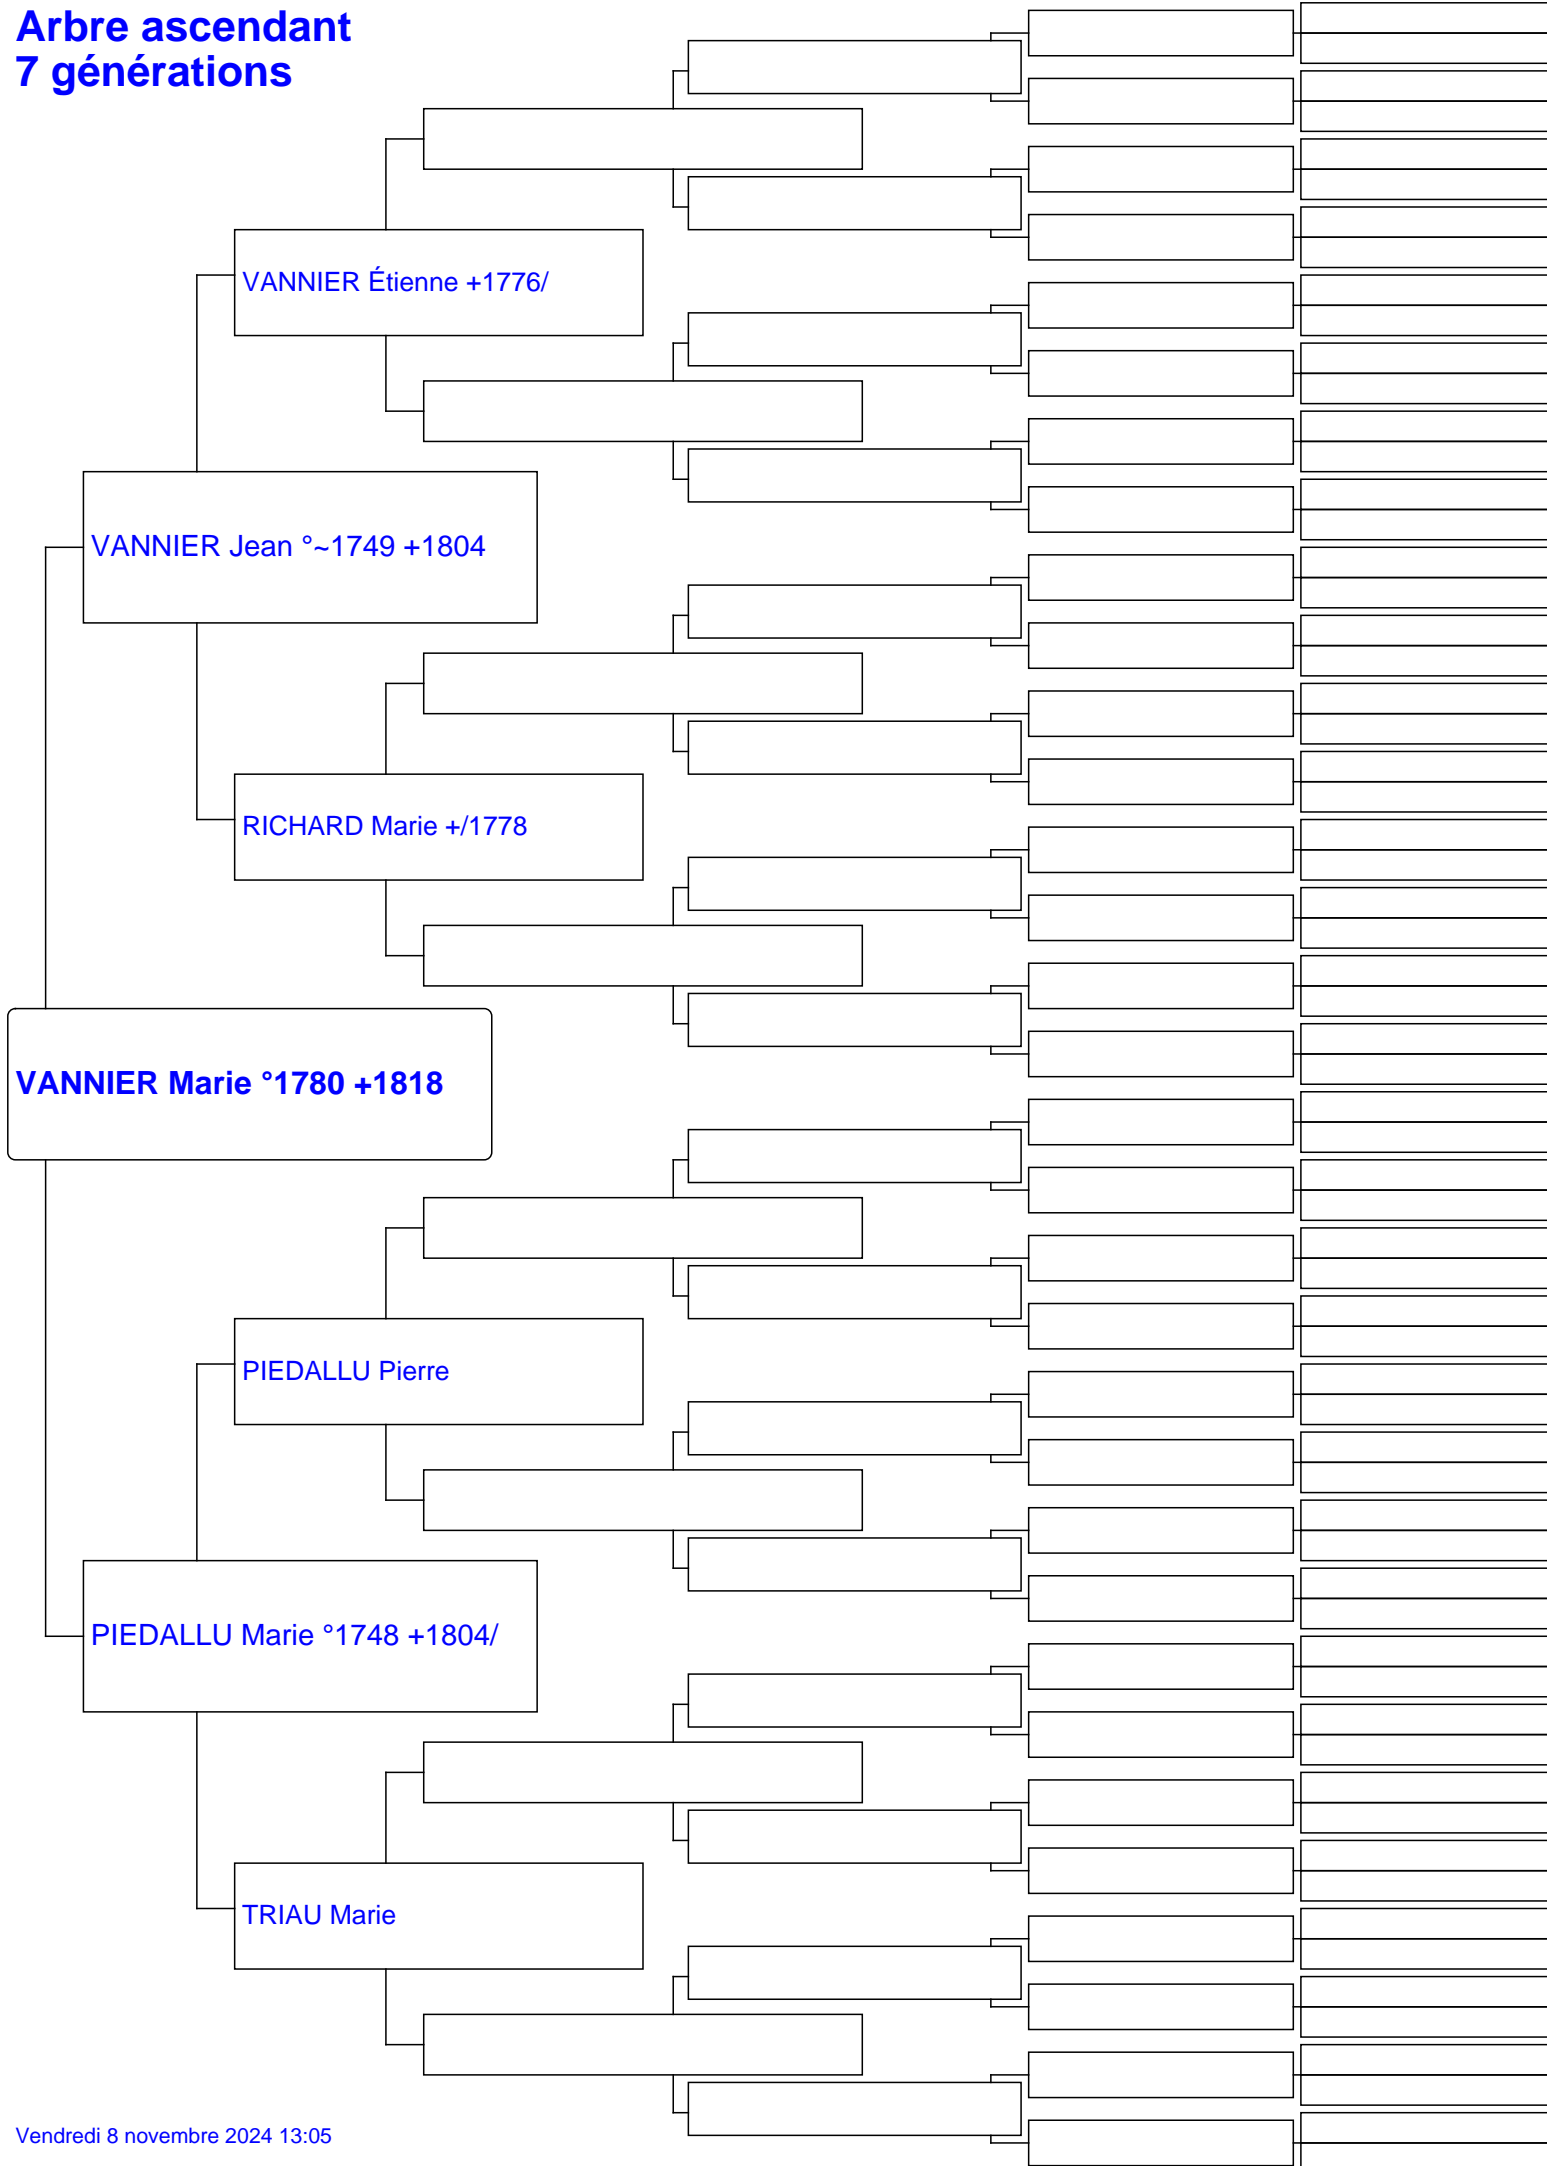 Arbre ascendant
7 générations
VANNIER Étienne +1776/
VANNIER Jean °~1749 +1804
RICHARD Marie +/1778
VANNIER Marie °1780 +1818
PIEDALLU Pierre
PIEDALLU Marie °1748 +1804/
TRIAU Marie
Vendredi 8 novembre 2024 13:05